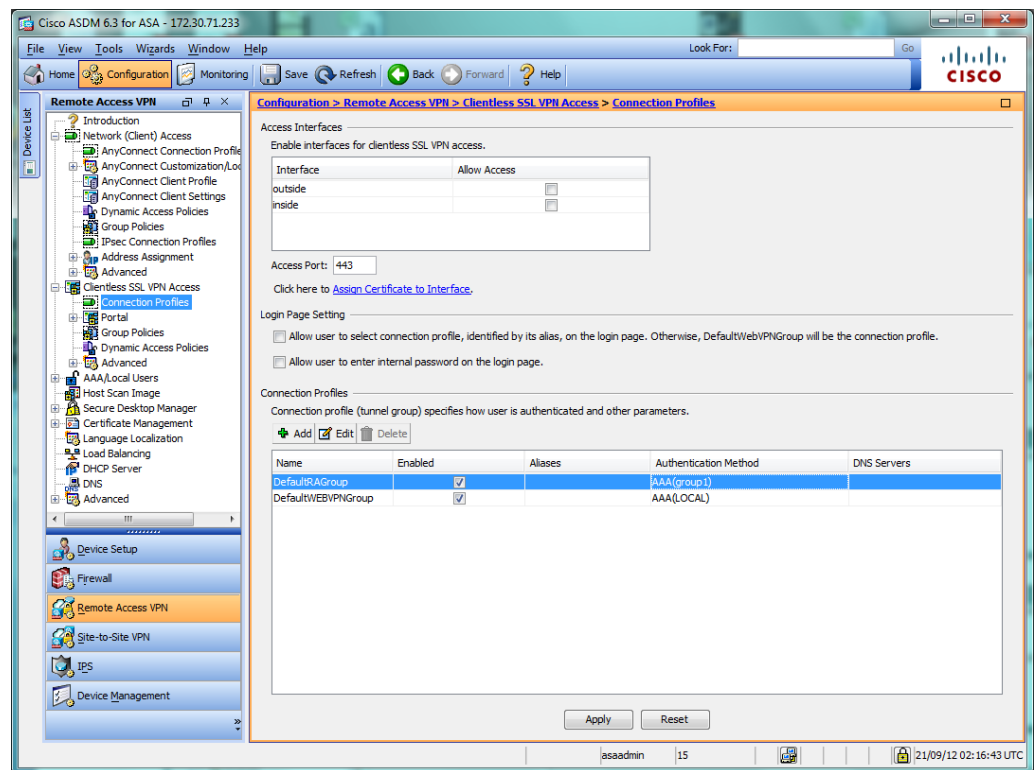 Cisco ASDM 6.3 for ASA - 172.30.71.233
File View Tools Wizards Window Help
Look For:
Go
Home Configuration Monitoring Save Refresh Back Forward Help
CISCO
Device List
Remote Access VPN
Introduction
Network (Client) Access
AnyConnect Connection Profile
AnyConnect Customization/Loc
AnyConnect Client Profile
AnyConnect Client Settings
Dynamic Access Policies
Group Policies
IPsec Connection Profiles
Address Assignment
Advanced
Clientless SSL VPN Access
Connection Profiles
Portal
Group Policies
Dynamic Access Policies
Advanced
AAA/Local Users
Host Scan Image
Secure Desktop Manager
Certificate Management
Language Localization
Load Balancing
DHCP Server
DNS
Advanced
Device Setup
Firewall
Remote Access VPN
Site-to-Site VPN
IPS
Device Management
Configuration > Remote Access VPN > Clientless SSL VPN Access > Connection Profiles
Access Interfaces
Enable interfaces for clientless SSL VPN access.
Interface Allow Access
outside
inside
Access Port: 443
Click here to Assign Certificate to Interface.
Login Page Setting
Allow user to select connection profile, identified by its alias, on the login page. Otherwise, DefaultWebVPNGroup will be the connection profile.
Allow user to enter internal password on the login page.
Connection Profiles
Connection profile (tunnel group) specifies how user is authenticated and other parameters.
Add Edit Delete
Name Enabled Aliases Authentication Method DNS Servers
DefaultRAGroup AAA(group1)
DefaultWEBVPNGroup AAA(LOCAL)
Apply Reset
asaadmin 15 21/09/12 02:16:43 UTC